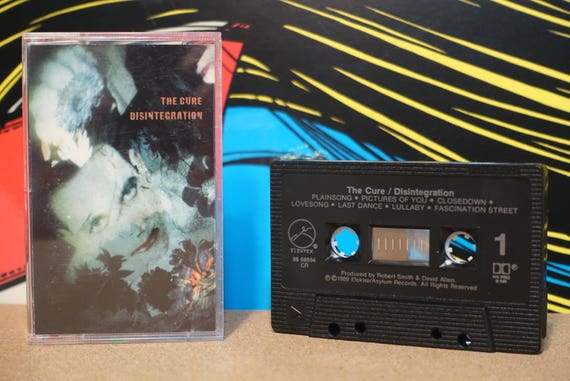 THE CURE
DISINTEGRATION
The Cure / Disintegration
PLAINSONG • PICTURES OF YOU • CLOSEDOWN •
LOVESONG • LAST DANCE • LULLABY • FASCINATION STREET
ELEKTRA
CR
1
Produced by Robert Smith & David Allen.
℗©1989 Elektra/Asylum Records. All Rights Reserved